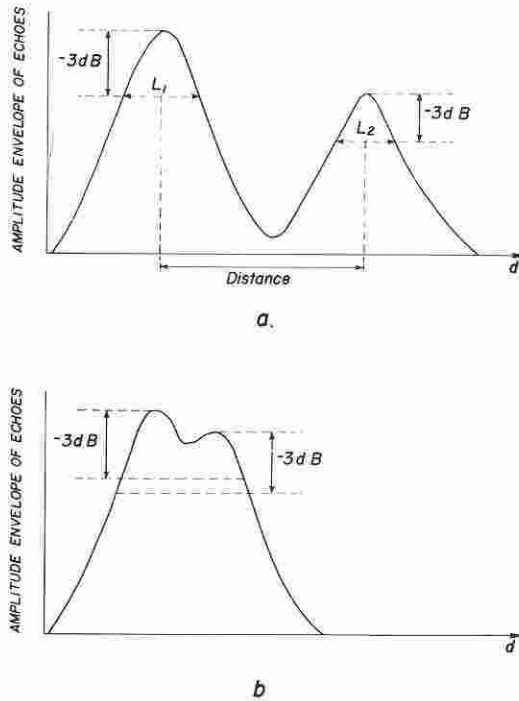 AMPLITUDE ENVELOPE OF ECHOES
-3dB
L1
L2
-3dB
d
Distance
a.
AMPLITUDE ENVELOPE OF ECHOES
-3dB
-3dB
d
b